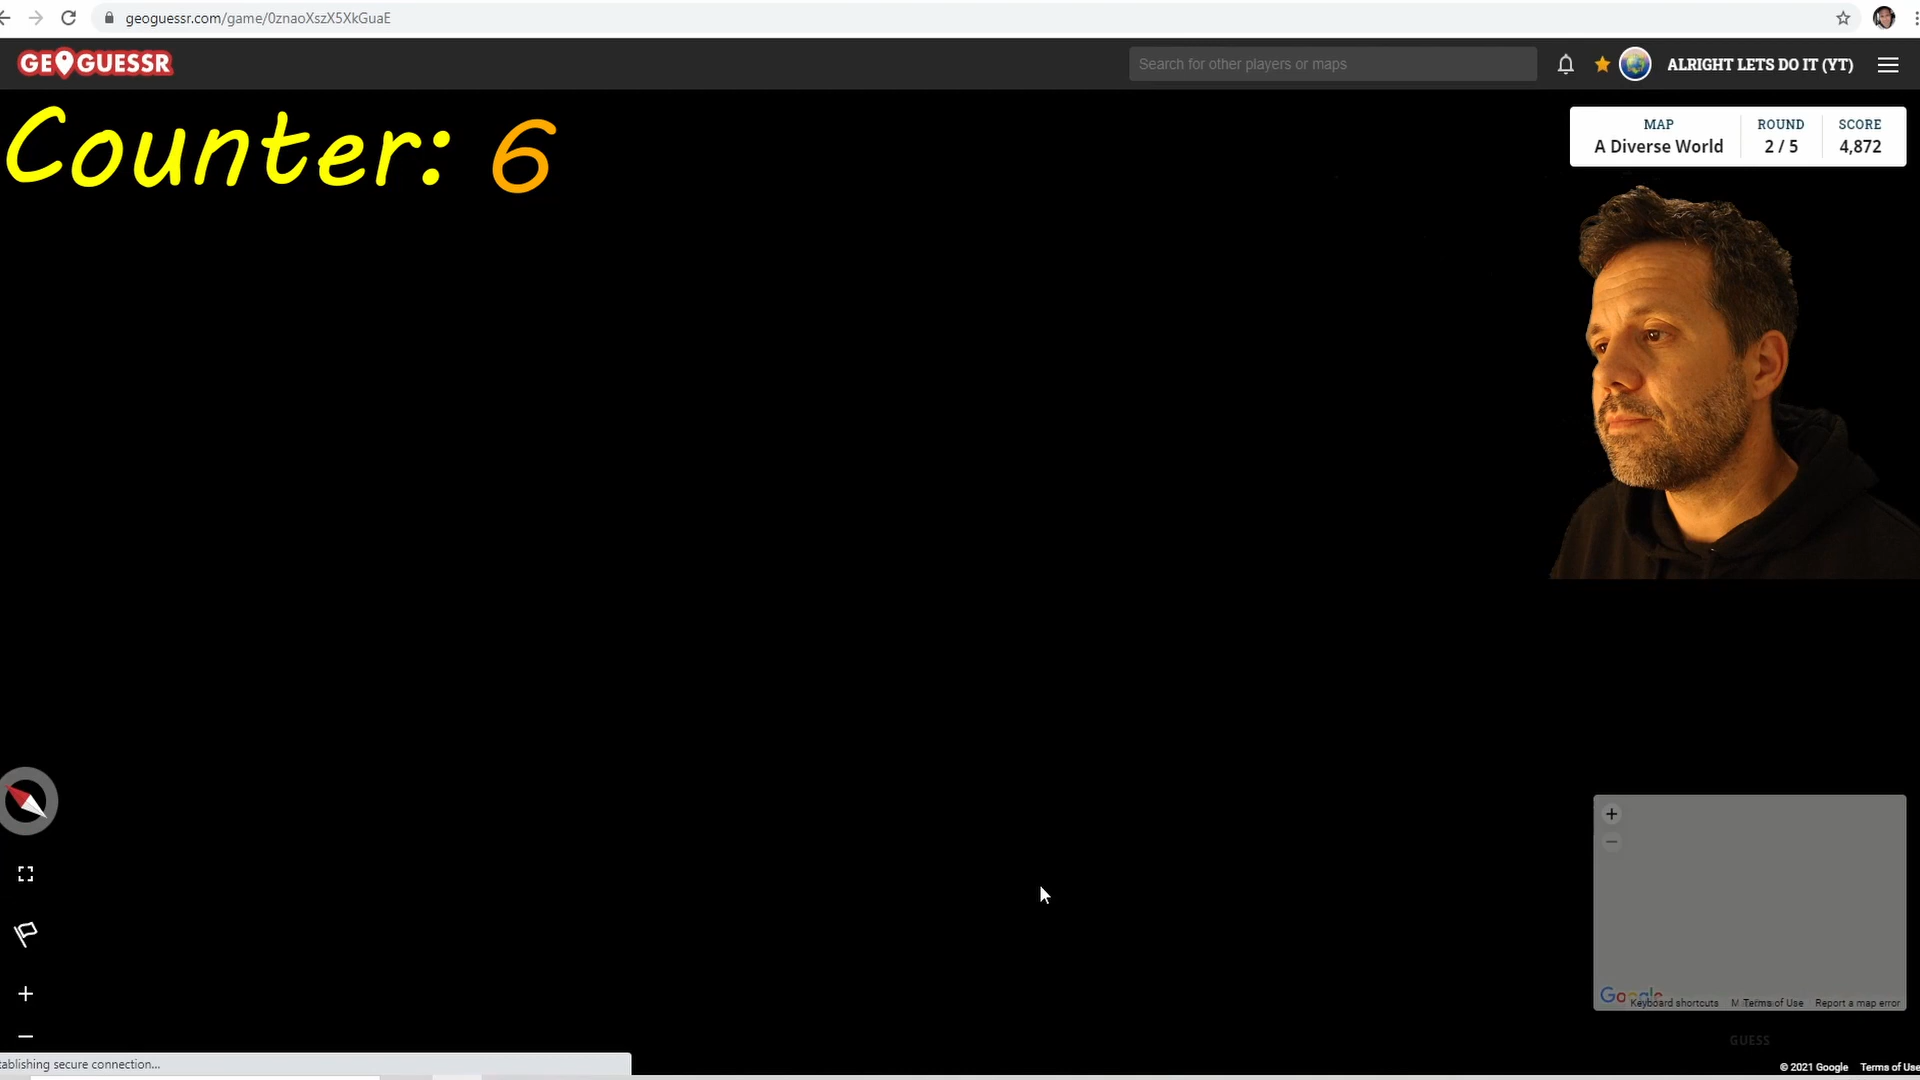 geoguessr.com/game/0znaoXszX5XkGuaE
GEOGUESSR
Search for other players or maps
ALRIGHT LETS DO IT (YT)
Counter: 6
MAP
A Diverse World
ROUND
2 / 5
SCORE
4,872
Google
Keyboard shortcuts
Terms of Use
Report a map error
GUESS
tablishing secure connection...
© 2021 Google
Terms of Use